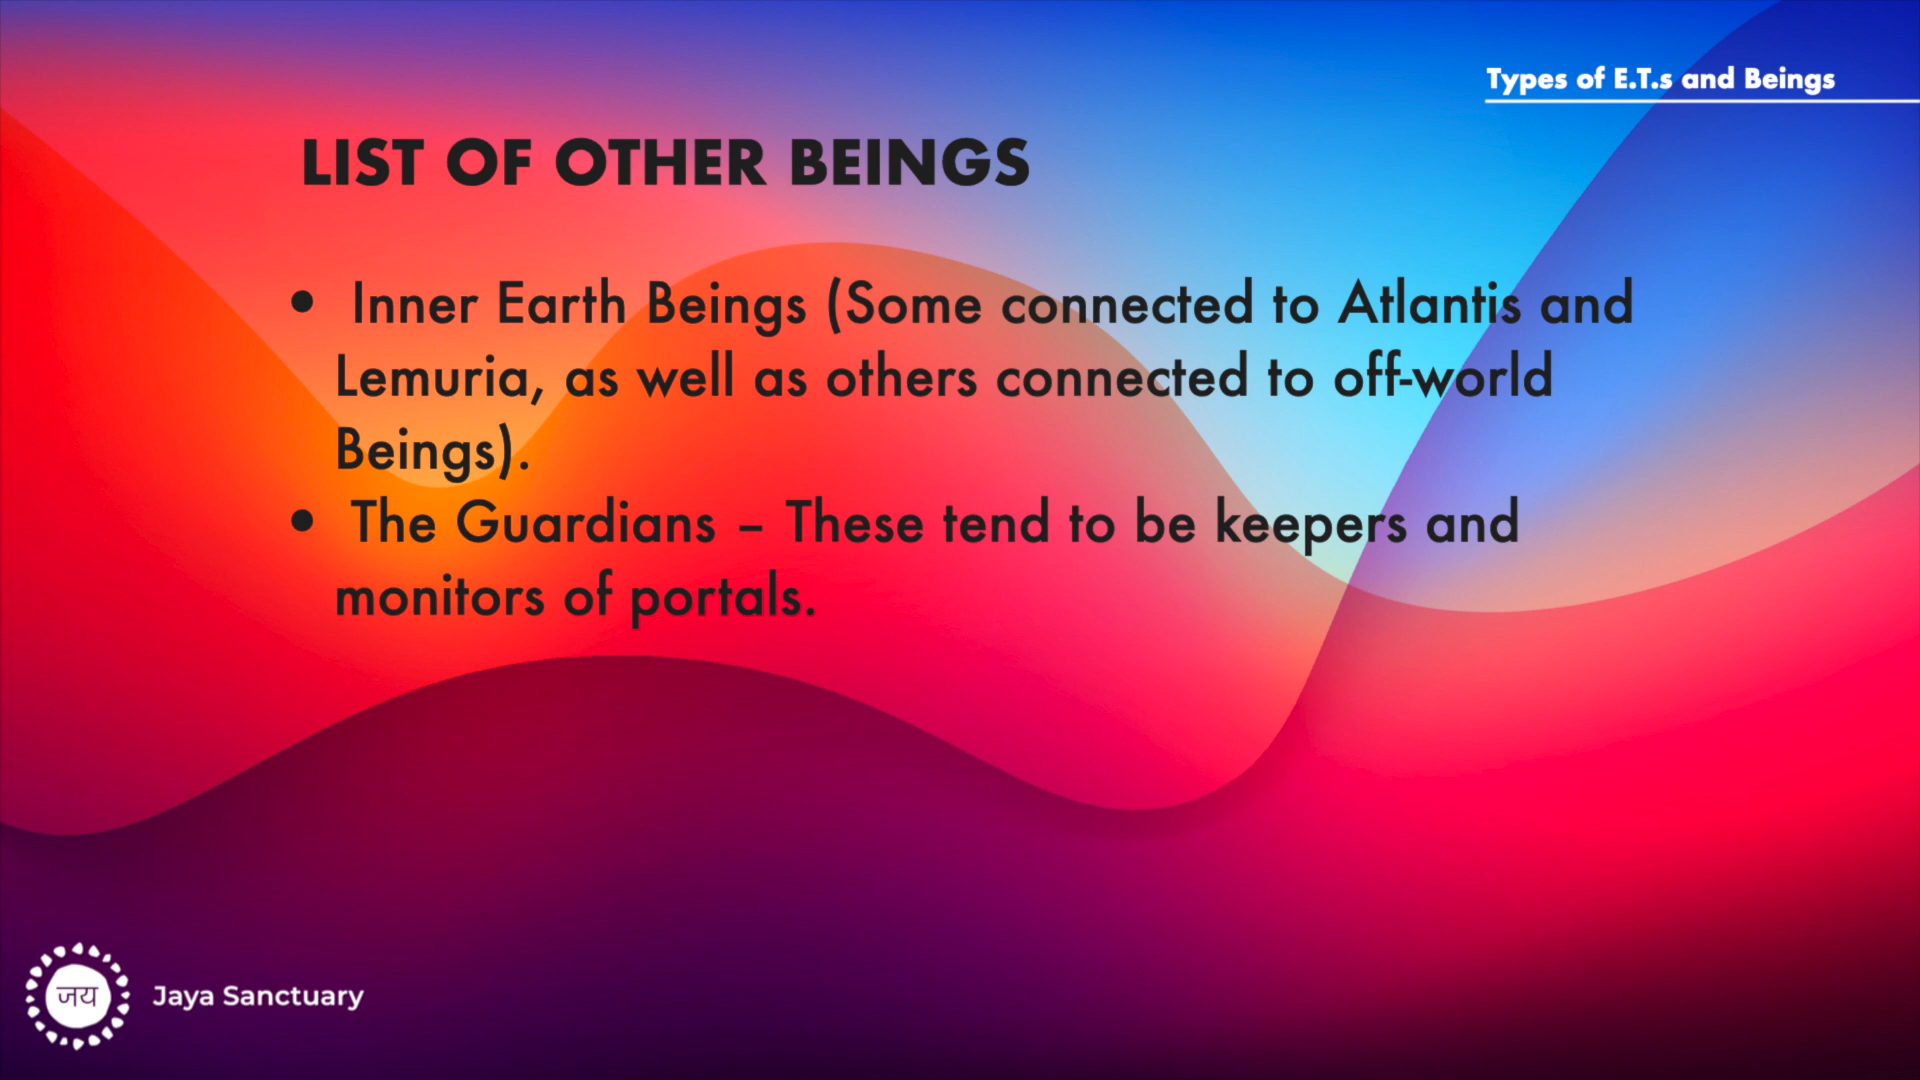 Types of E.T.s and Beings
LIST OF OTHER BEINGS
• Inner Earth Beings (Some connected to Atlantis and
Lemuria, as well as others connected to off-world
Beings).
• The Guardians – These tend to be keepers and
monitors of portals.
जय
Jaya Sanctuary